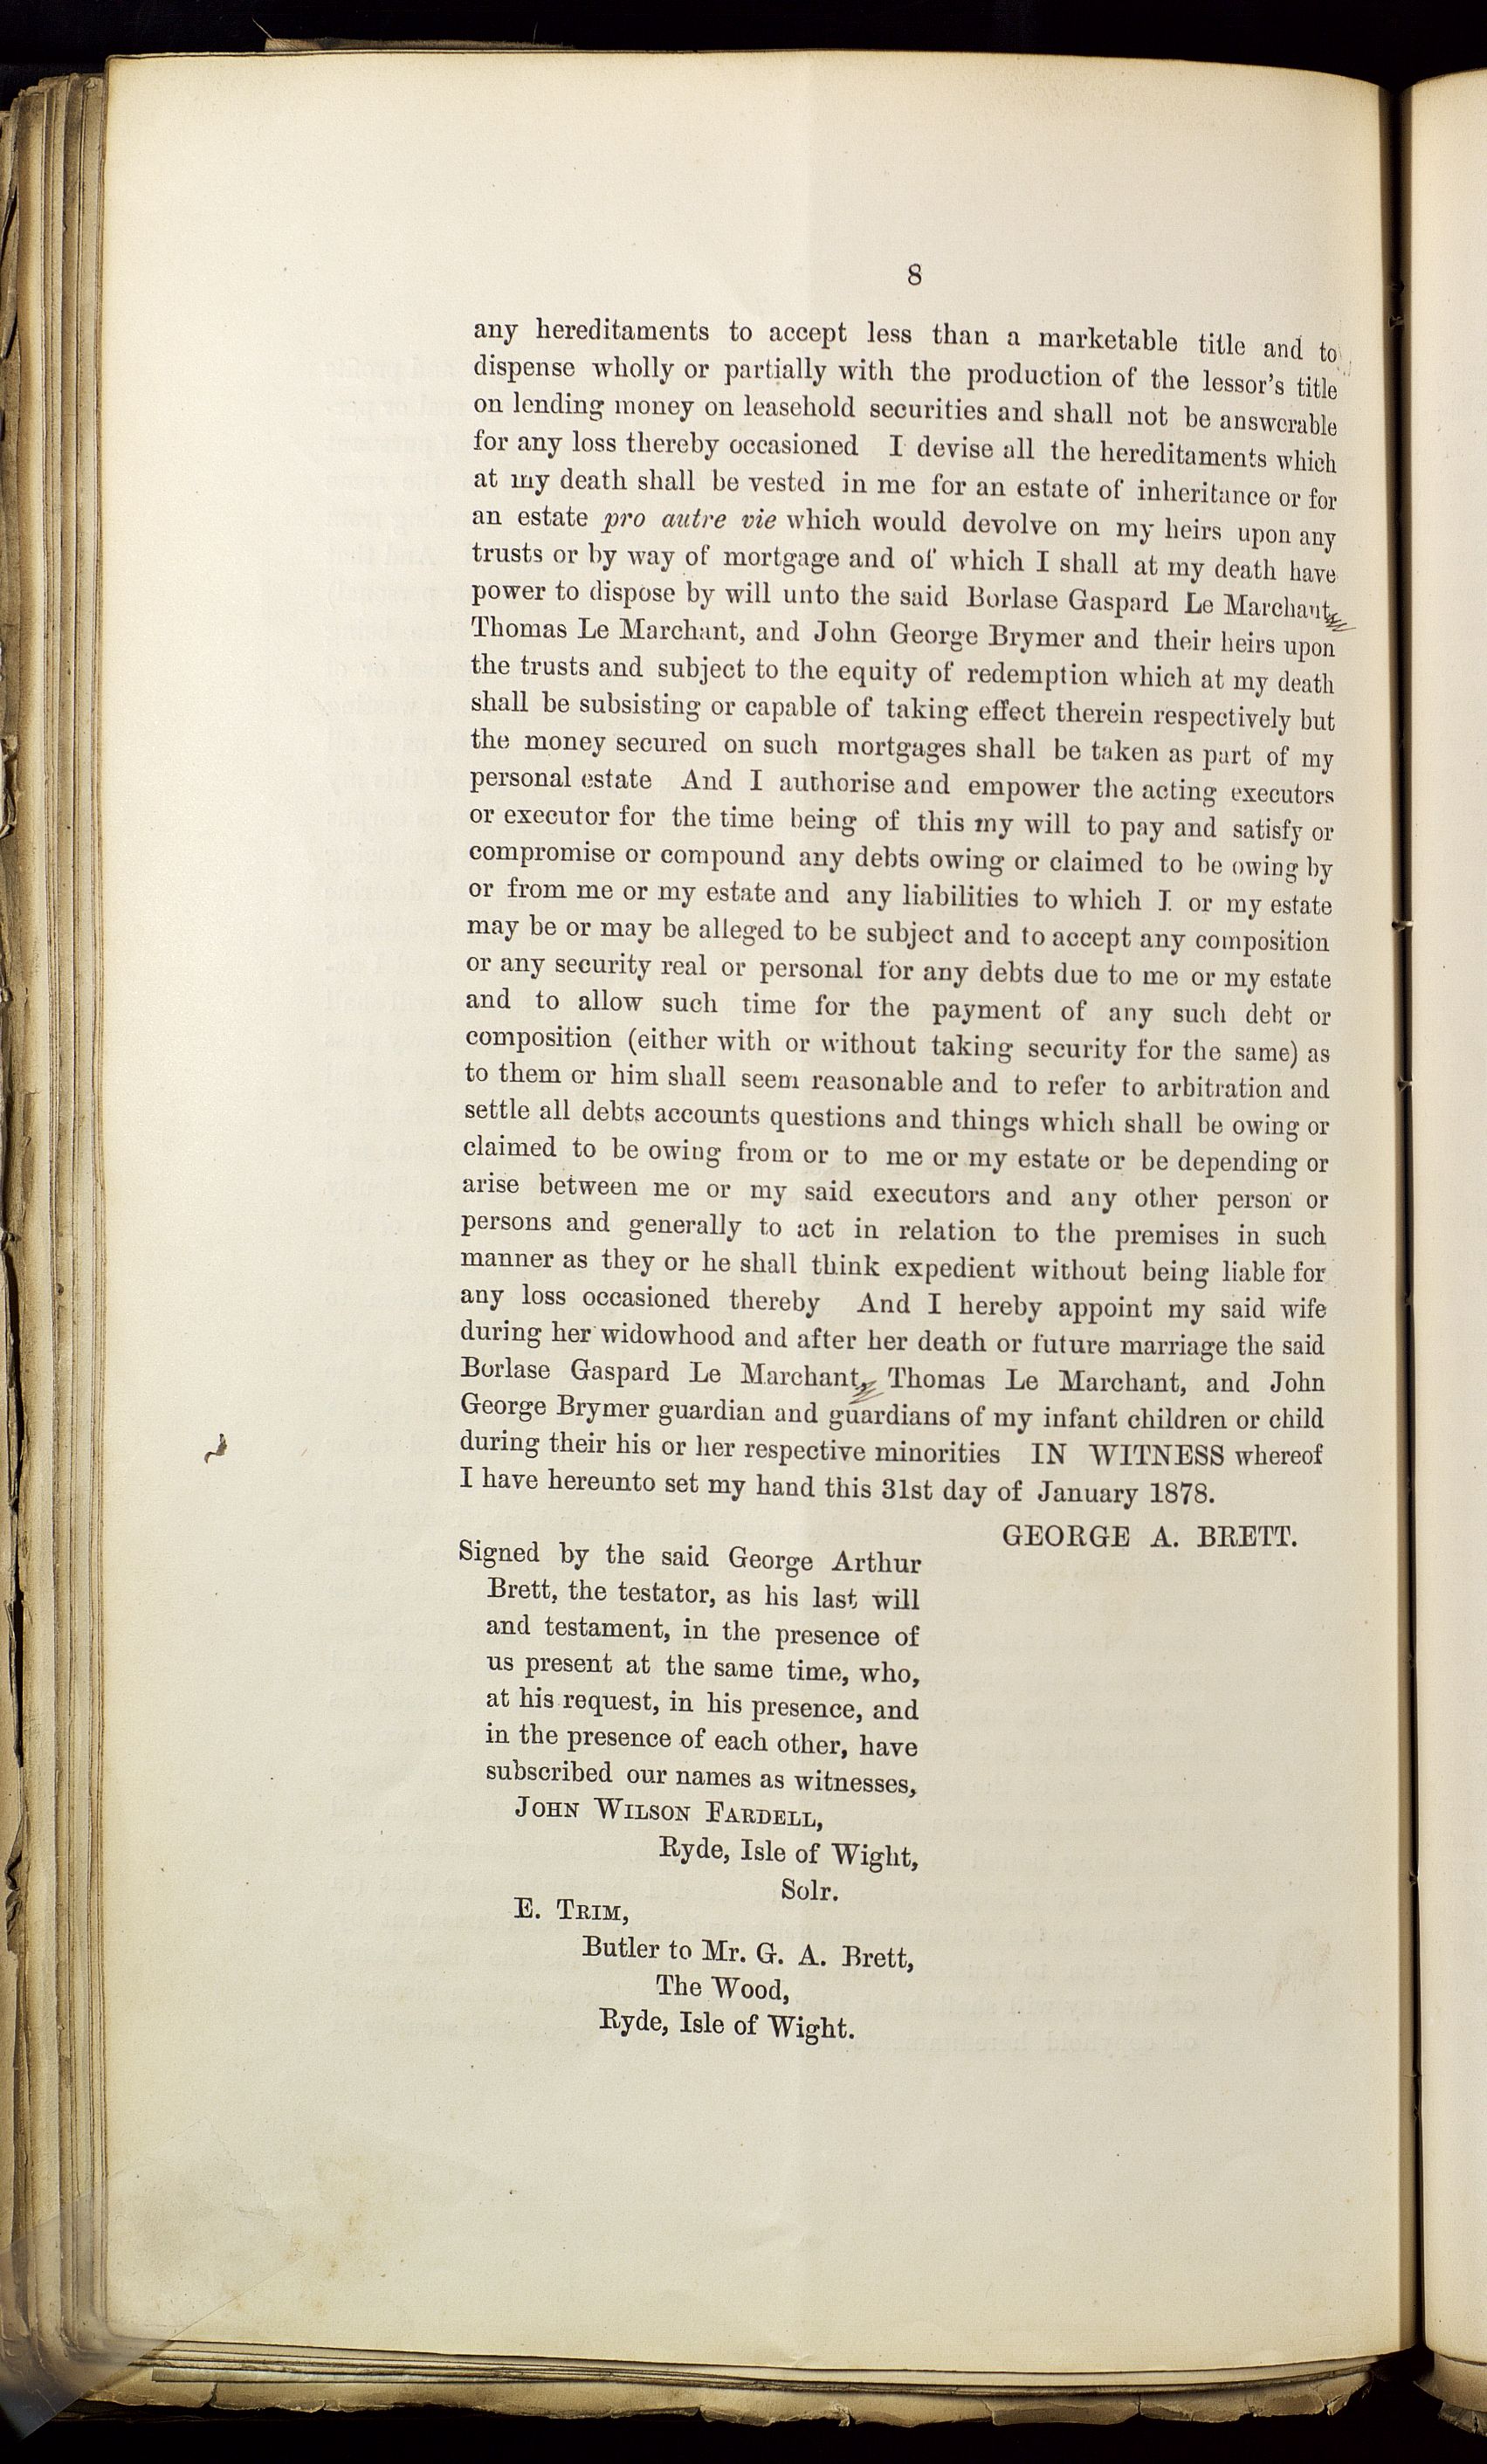 8
any hereditaments to accept less than a marketable title and to
dispense wholly or partially with the production of the lessor's title
on lending money on leasehold securities and shall not be answerable
for any loss thereby occasioned I devise all the hereditaments which
at my death shall be vested in me for an estate of inheritance or for
an estate pro autre vie which would devolve on my heirs upon any
trusts or by way of mortgage and of which I shall at my death have
power to dispose by will unto the said Borlase Gaspard Le Marchant,
Thomas Le Marchant, and John George Brymer and their heirs upon
the trusts and subject to the equity of redemption which at my death
shall be subsisting or capable of taking effect therein respectively but
the money secured on such mortgages shall be taken as part of my
personal estate And I authorise and empower the acting executors
or executor for the time being of this my will to pay and satisfy or
compromise or compound any debts owing or claimed to be owing by
or from me or my estate and any liabilities to which I or my estate
may be or may be alleged to be subject and to accept any composition
or any security real or personal for any debts due to me or my estate
and to allow such time for the payment of any such debt or
composition (either with or without taking security for the same) as
to them or him shall seem reasonable and to refer to arbitration and
settle all debts accounts questions and things which shall be owing or
claimed to be owing from or to me or my estate or be depending or
arise between me or my said executors and any other person or
persons and generally to act in relation to the premises in such
manner as they or he shall think expedient without being liable for
any loss occasioned thereby And I hereby appoint my said wife
during her widowhood and after her death or future marriage the said
Borlase Gaspard Le Marchant, Thomas Le Marchant, and John
George Brymer guardian and guardians of my infant children or child
during their his or her respective minorities IN WITNESS whereof
I have hereunto set my hand this 31st day of January 1878.
GEORGE A. BRETT.
Signed by the said George Arthur
Brett, the testator, as his last will
and testament, in the presence of
us present at the same time, who,
at his request, in his presence, and
in the presence of each other, have
subscribed our names as witnesses,
JOHN WILSON FARDELL,
Ryde, Isle of Wight,
Solr.
E. TRIM,
Butler to Mr. G. A. Brett,
The Wood,
Ryde, Isle of Wight.